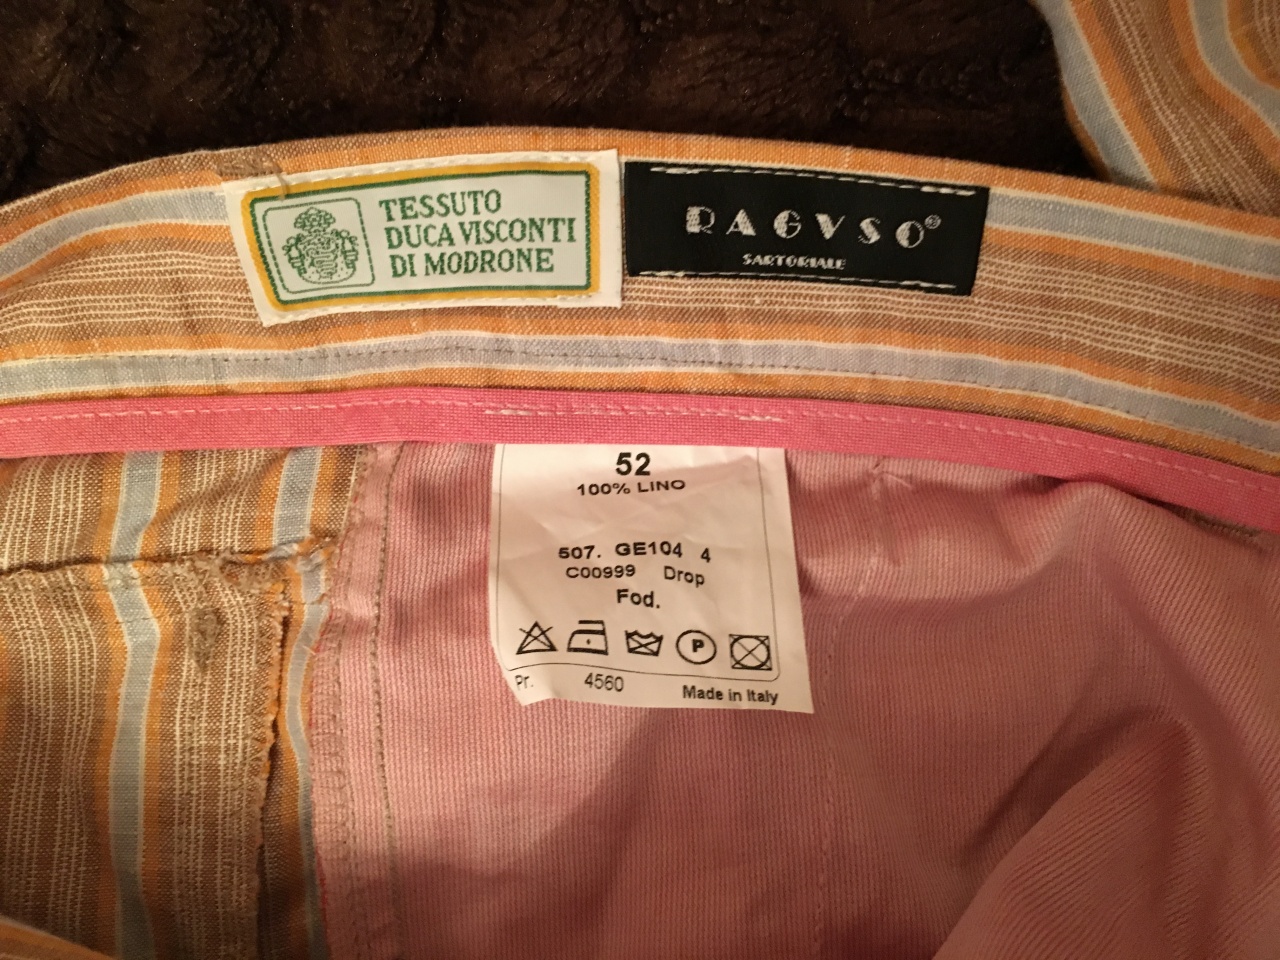 TESSUTO
DUCA VISCONTI
DI MODRONE
RAGVSO®
SARTORIALE
52
100% LINO
507. GE104 4
C00999 Drop
Fod.
P
Pr. 4560 Made in Italy